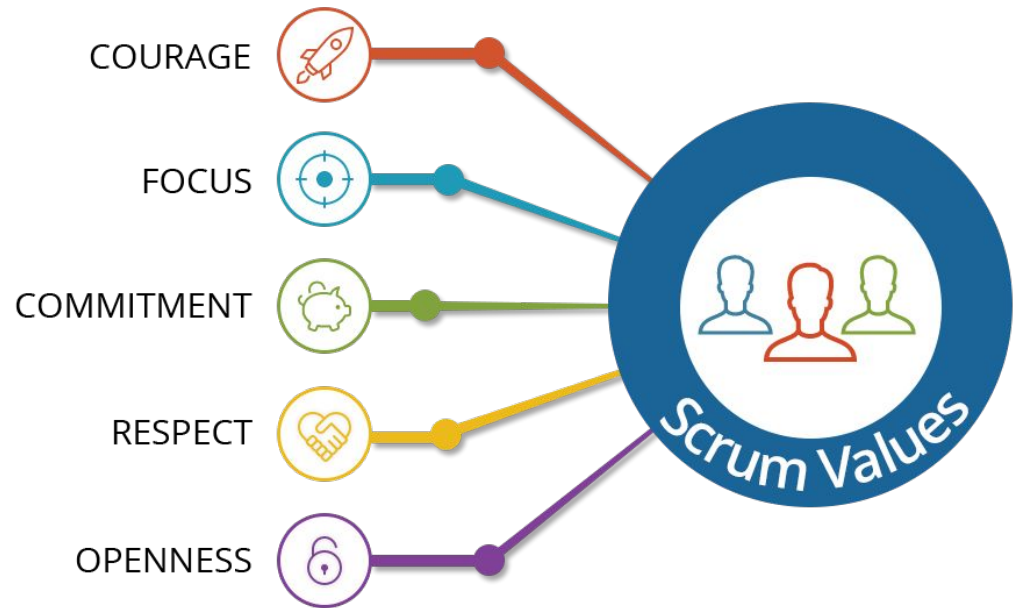 COURAGE
FOCUS
COMMITMENT
RESPECT
OPENNESS
Scrum Values